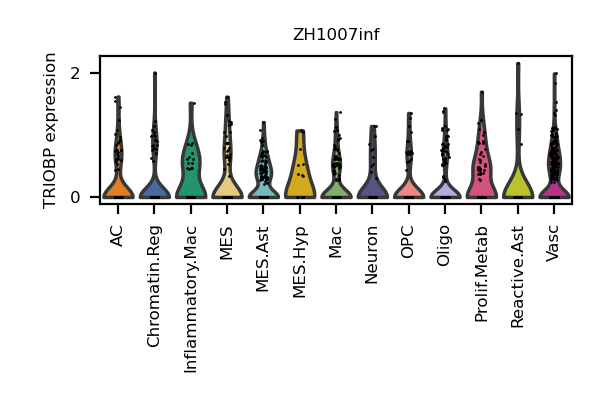 ZH1007inf
TRIOBP expression
2
0
AC
Chromatin.Reg
Inflammatory.Mac
MES
MES.Ast
MES.Hyp
Mac
Neuron
OPC
Oligo
Prolif.Metab
Reactive.Ast
Vasc